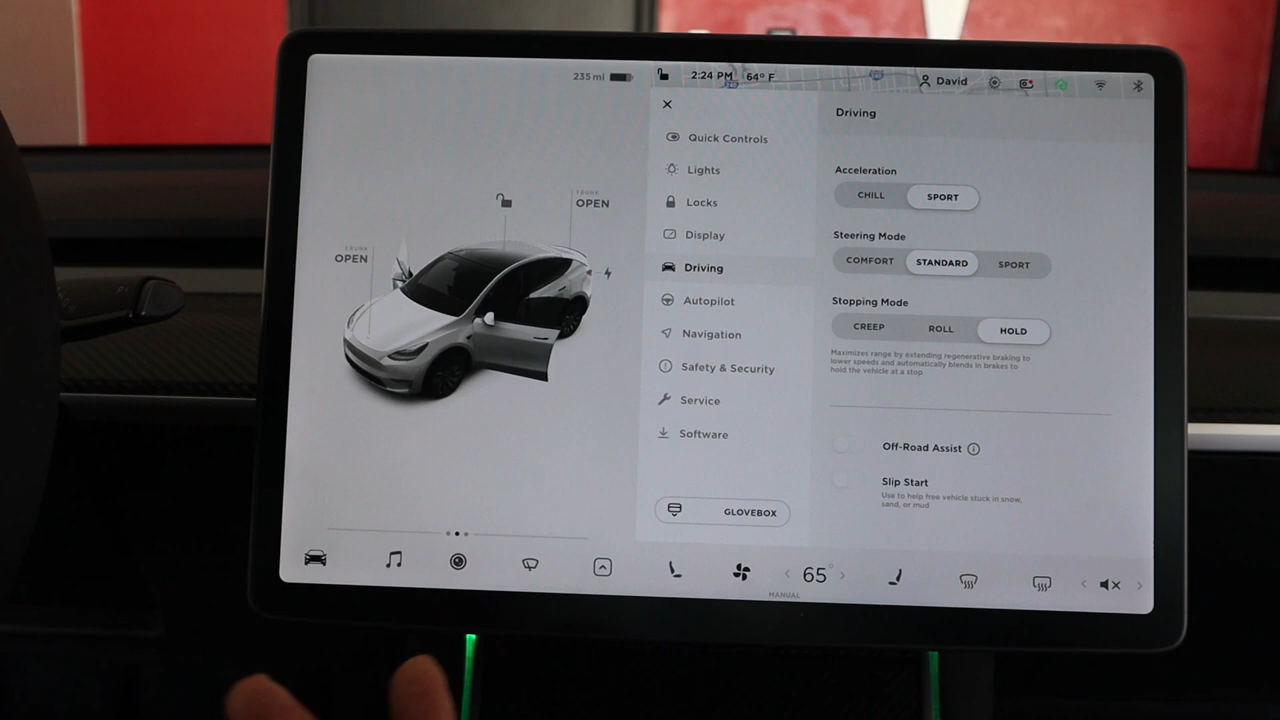 235 mi
2:24 PM 64° F
David
Driving
Quick Controls
Lights
Locks
Display
Driving
Autopilot
Navigation
Safety & Security
Service
Software
GLOVEBOX
TRUNK
OPEN
FRUNK
OPEN
Acceleration
CHILL SPORT
Steering Mode
COMFORT STANDARD SPORT
Stopping Mode
CREEP ROLL HOLD
Maximizes range by extending regenerative braking to
lower speeds and automatically blends in brakes to
hold the vehicle at a stop
Off-Road Assist
Slip Start
Use to help free vehicle stuck in snow,
sand, or mud
65°
MANUAL